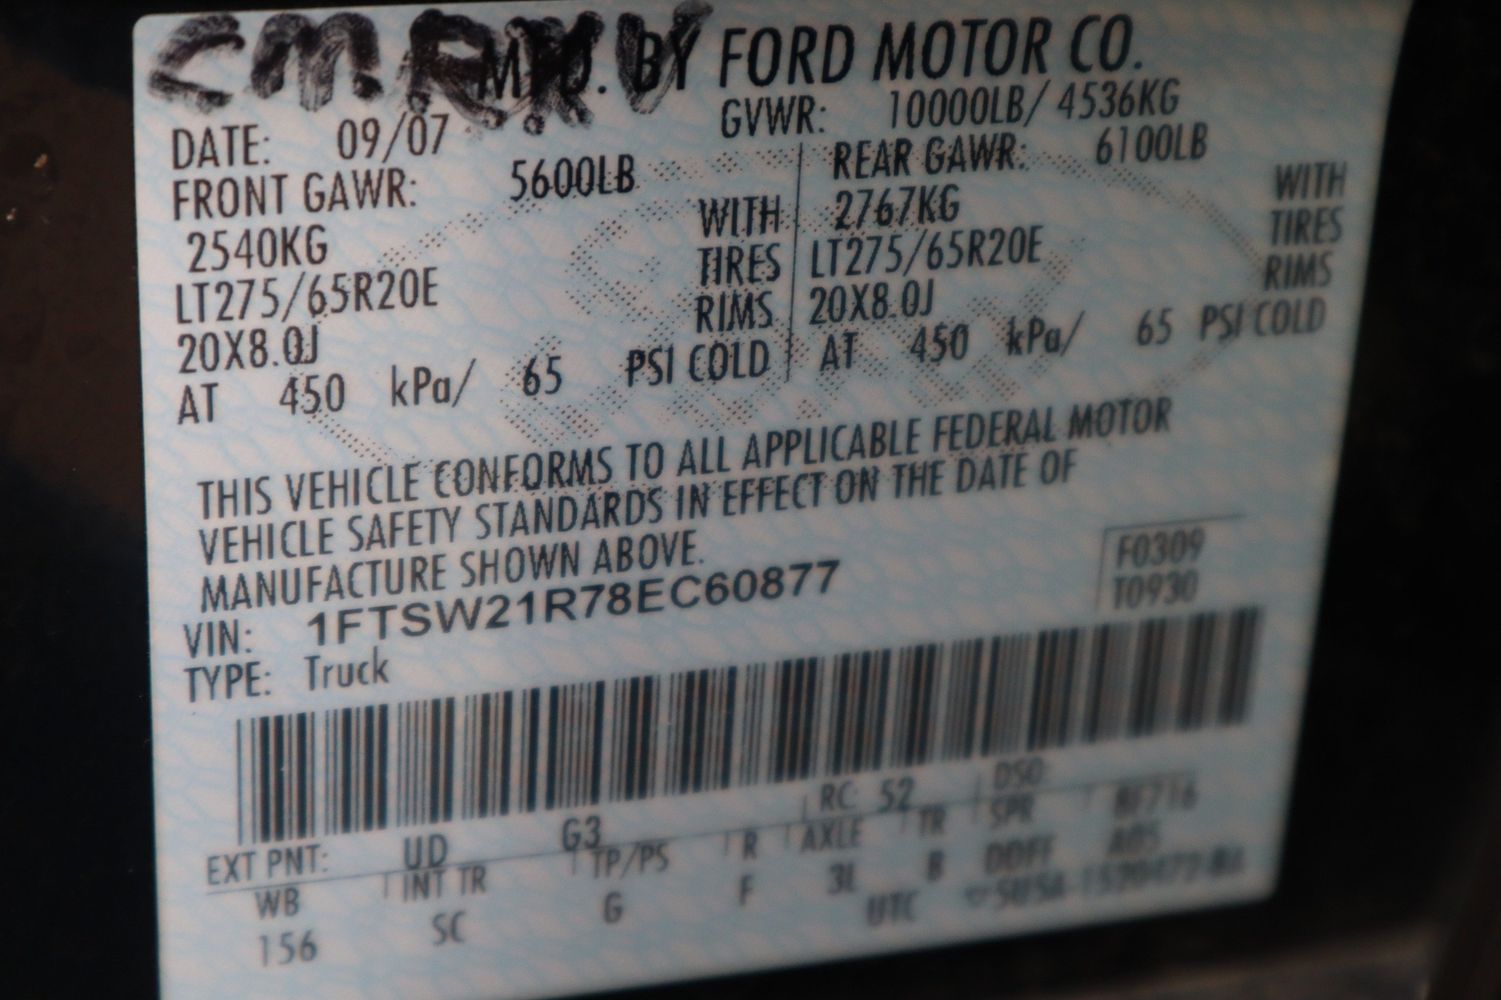 CMRKV
MFD. BY FORD MOTOR CO.
DATE: 09/07 GVWR: 10000LB/ 4536KG
FRONT GAWR: 5600LB REAR GAWR: 6100LB
2540KG WITH 2767KG WITH
LT275/65R20E TIRES LT275/65R20E TIRES
20X8.0J RIMS 20X8.0J RIMS
AT 450 kPa/ 65 PSI COLD AT 450 kPa/ 65 PSI COLD
THIS VEHICLE CONFORMS TO ALL APPLICABLE FEDERAL MOTOR
VEHICLE SAFETY STANDARDS IN EFFECT ON THE DATE OF
MANUFACTURE SHOWN ABOVE.
F0309
VIN: 1FTSW21R78EC60877 T0930
TYPE: Truck
EXT PNT: UD G3 RC: 52 DSO:
WB INT TR TP/PS R AXLE TR SPR
156 SC G F 3L B DDFF
UTC